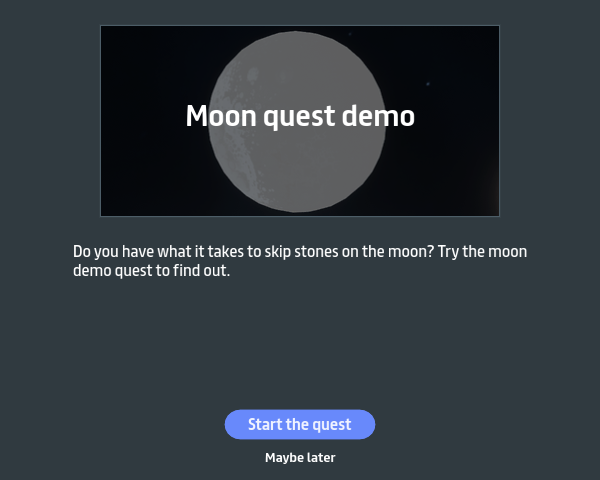 Moon quest demo
Do you have what it takes to skip stones on the moon? Try the moon
demo quest to find out.
Start the quest
Maybe later